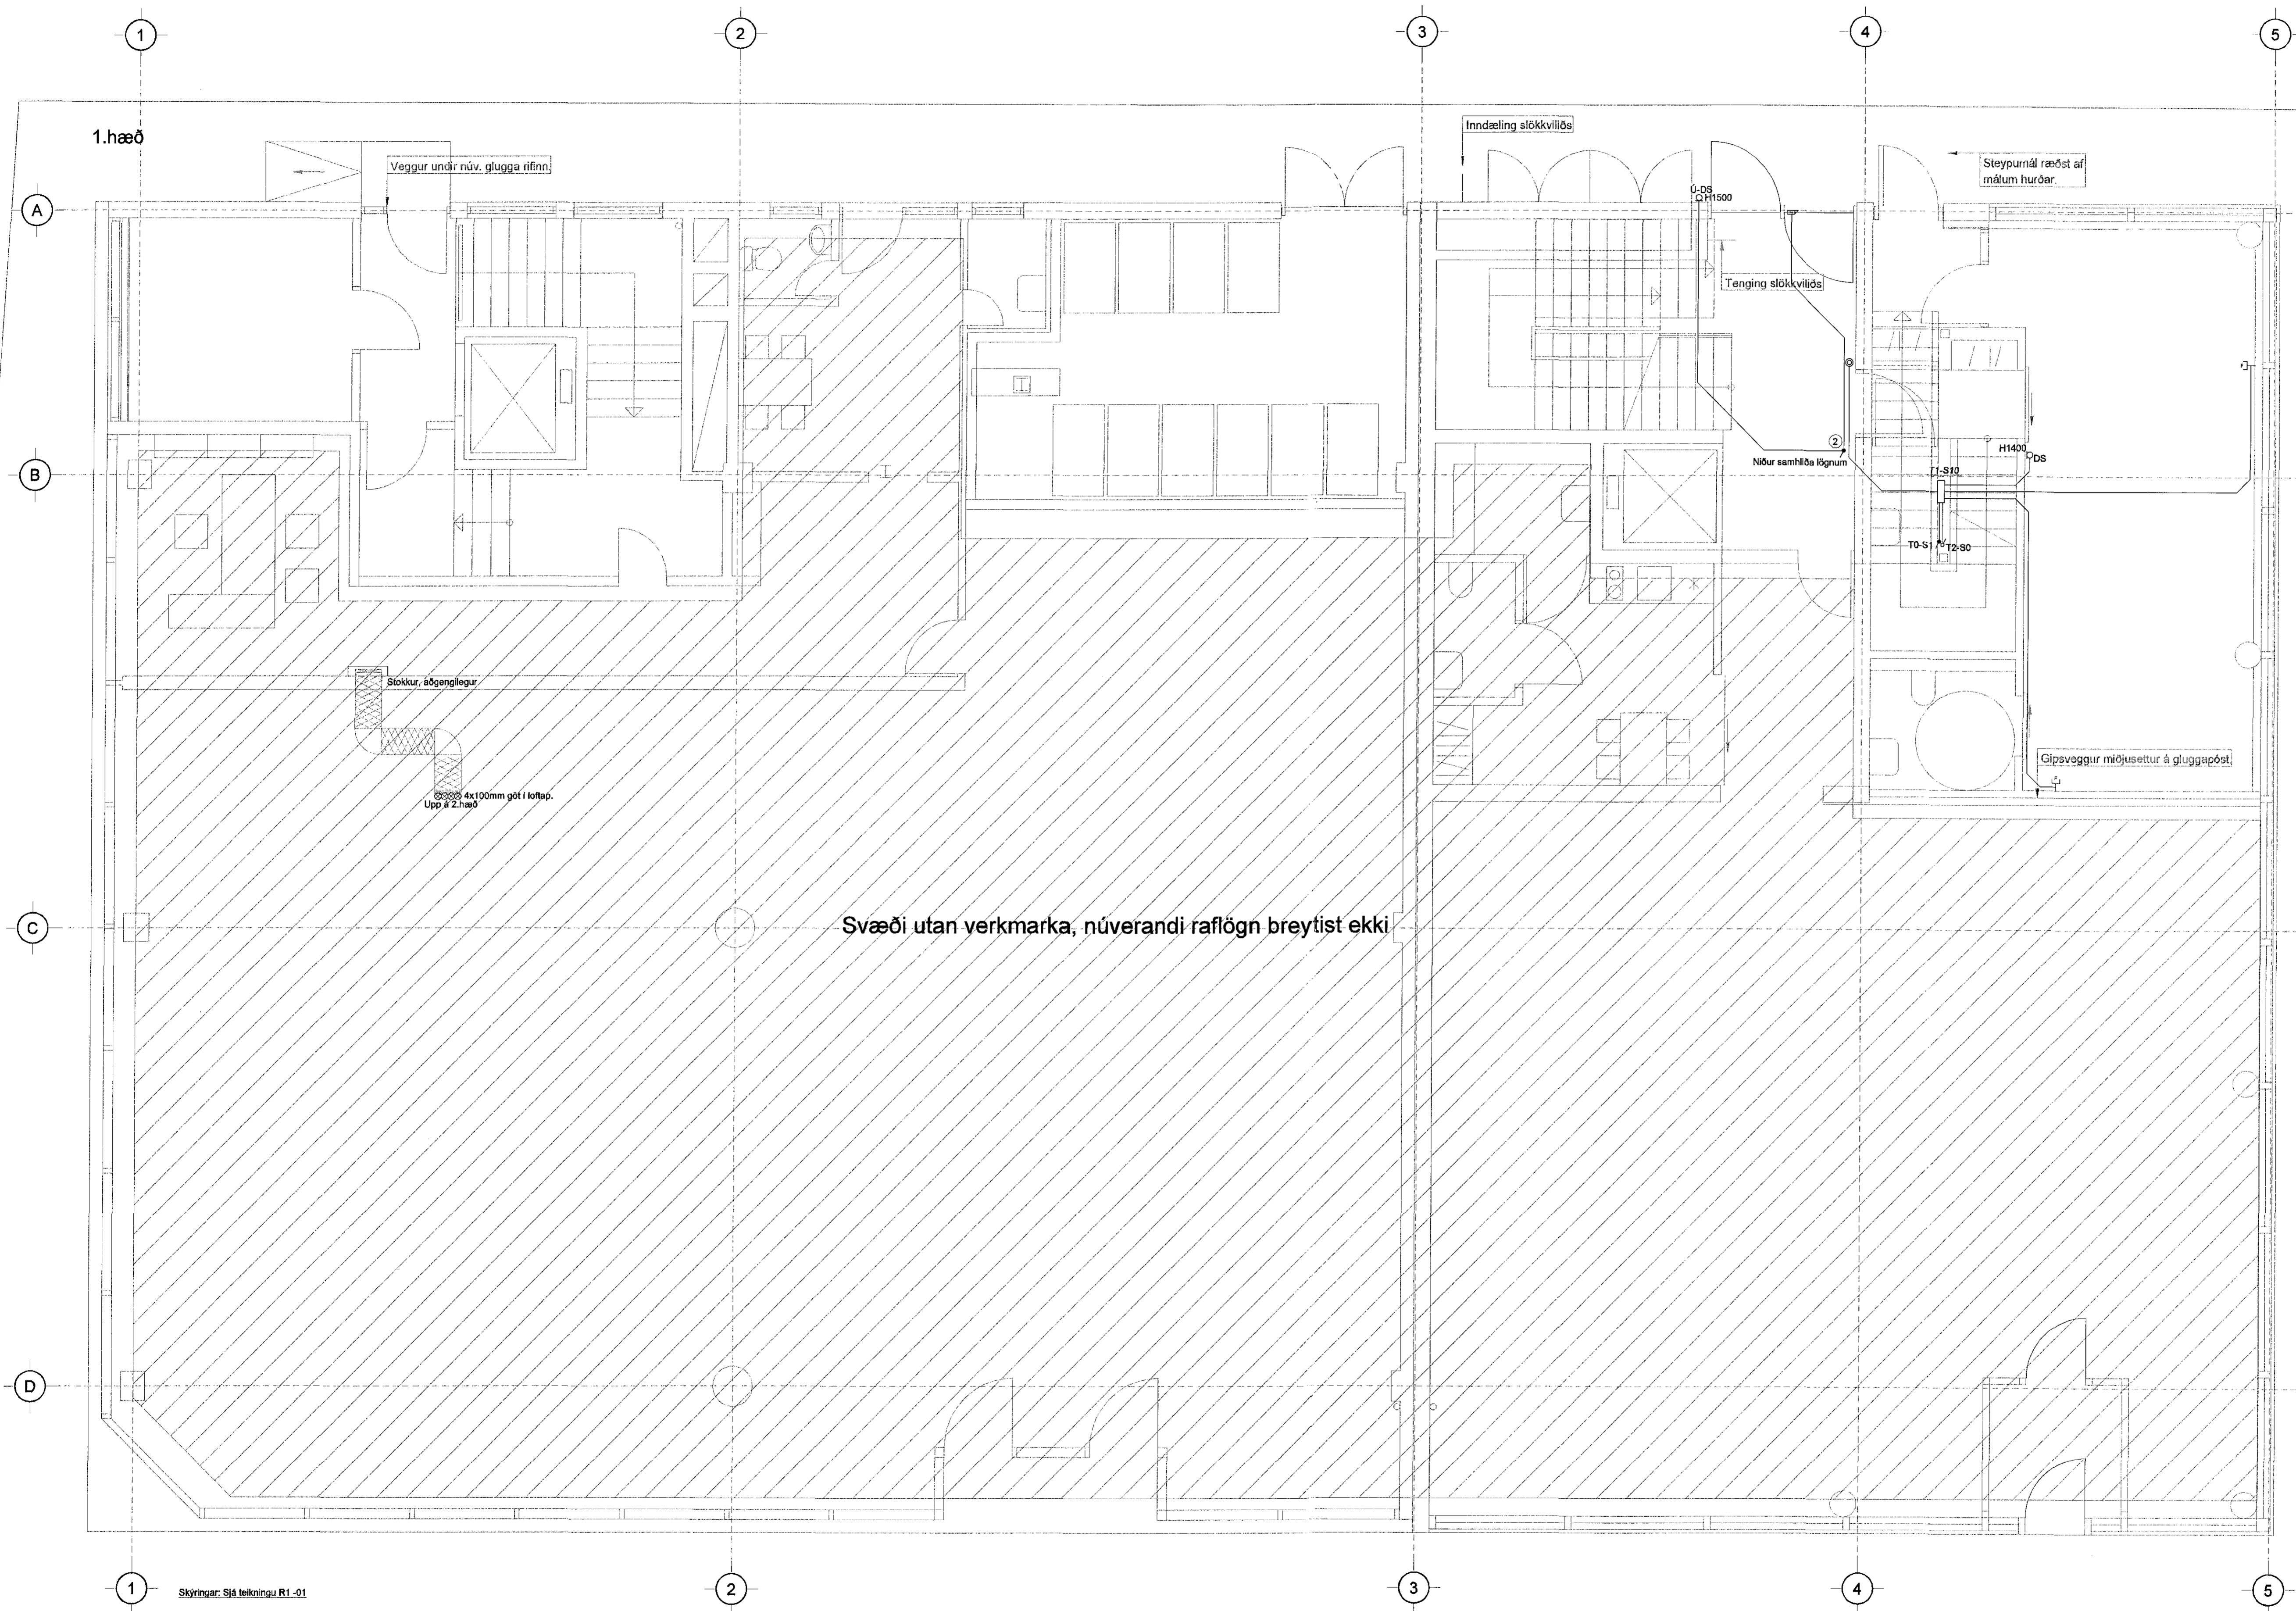 1
2
3
4
5
1.hæð
Inndæling slökkviliðs
Veggur undir núv. glugga rifinn.
Steypumál ræðst af
málum hurðar.
Ú-DS
H1500
A
Tenging slökkviliðs
2
Niður samhliða lögnum
H1400
DS
B
T1-S10
T0-S1
T2-S0
Stokkur, aðgengilegur
Gipsveggur miðjusettur á gluggapóst.
4x100mm göt í loftap.
Upp á 2.hæð
C
Svæði utan verkmarka, núverandi raflögn breytist ekki
D
1
2
3
4
5
Skýringar: Sjá teikningu R1 -01